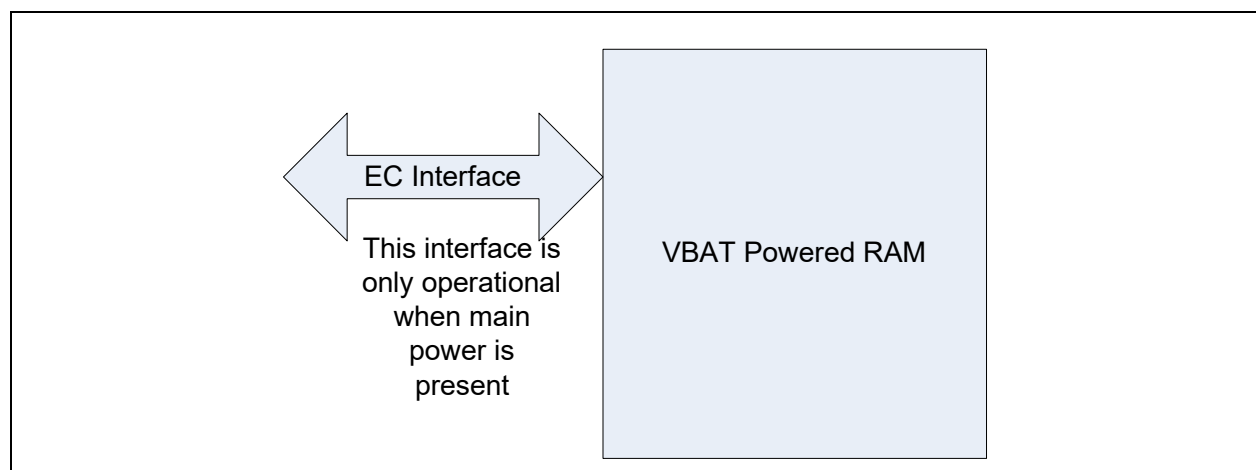 EC Interface
This interface is
only operational
when main
power is
present
VBAT Powered RAM